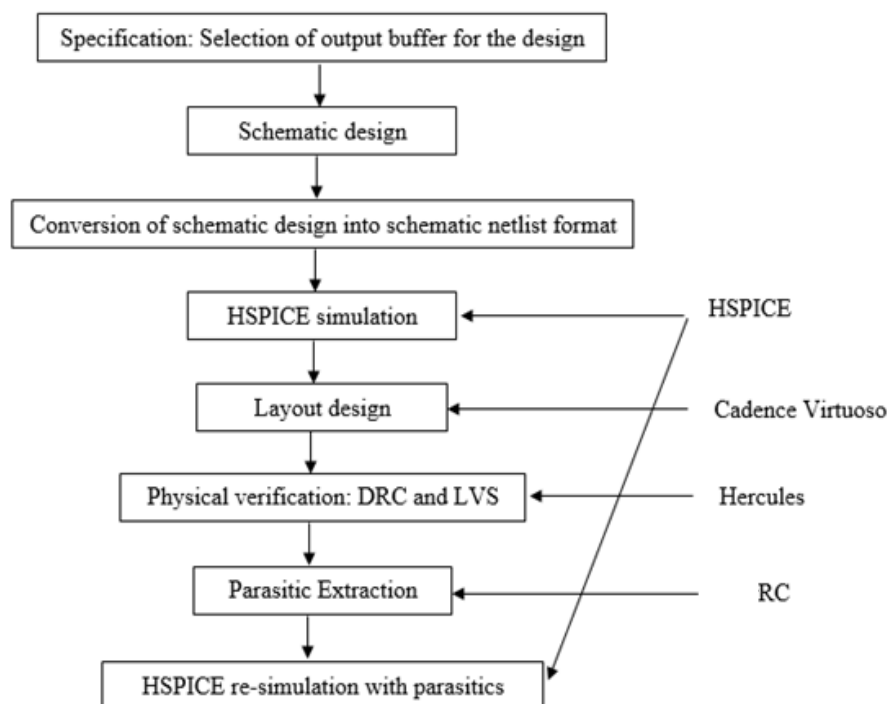 Specification: Selection of output buffer for the design
Schematic design
Conversion of schematic design into schematic netlist format
HSPICE simulation
HSPICE
Layout design
Cadence Virtuoso
Physical verification: DRC and LVS
Hercules
Parasitic Extraction
RC
HSPICE re-simulation with parasitics